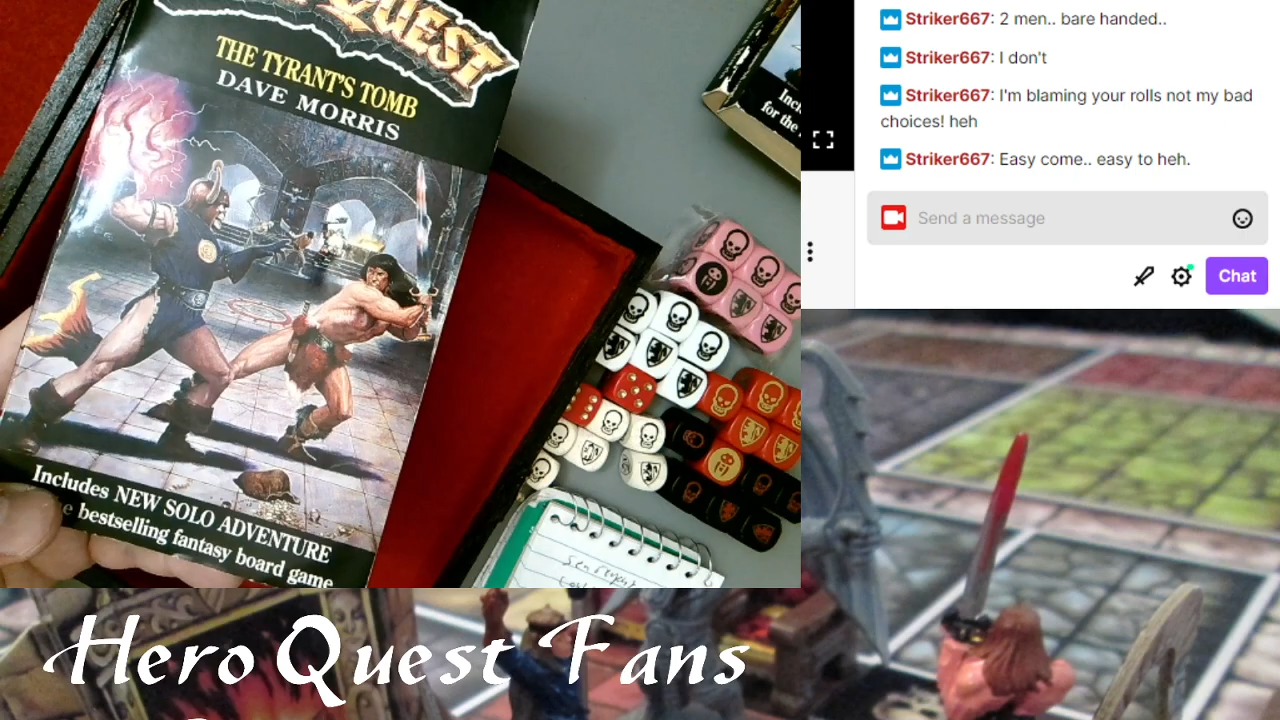 QUEST
THE TYRANT'S TOMB
DAVE MORRIS
Includes NEW SOLO ADVENTURE
bestselling fantasy board game
for the
Striker667: 2 men.. bare handed..
Striker667: I don't
Striker667: I'm blaming your rolls not my bad
choices! heh
Striker667: Easy come.. easy to heh.
Send a message
Chat
Hero Quest Fans